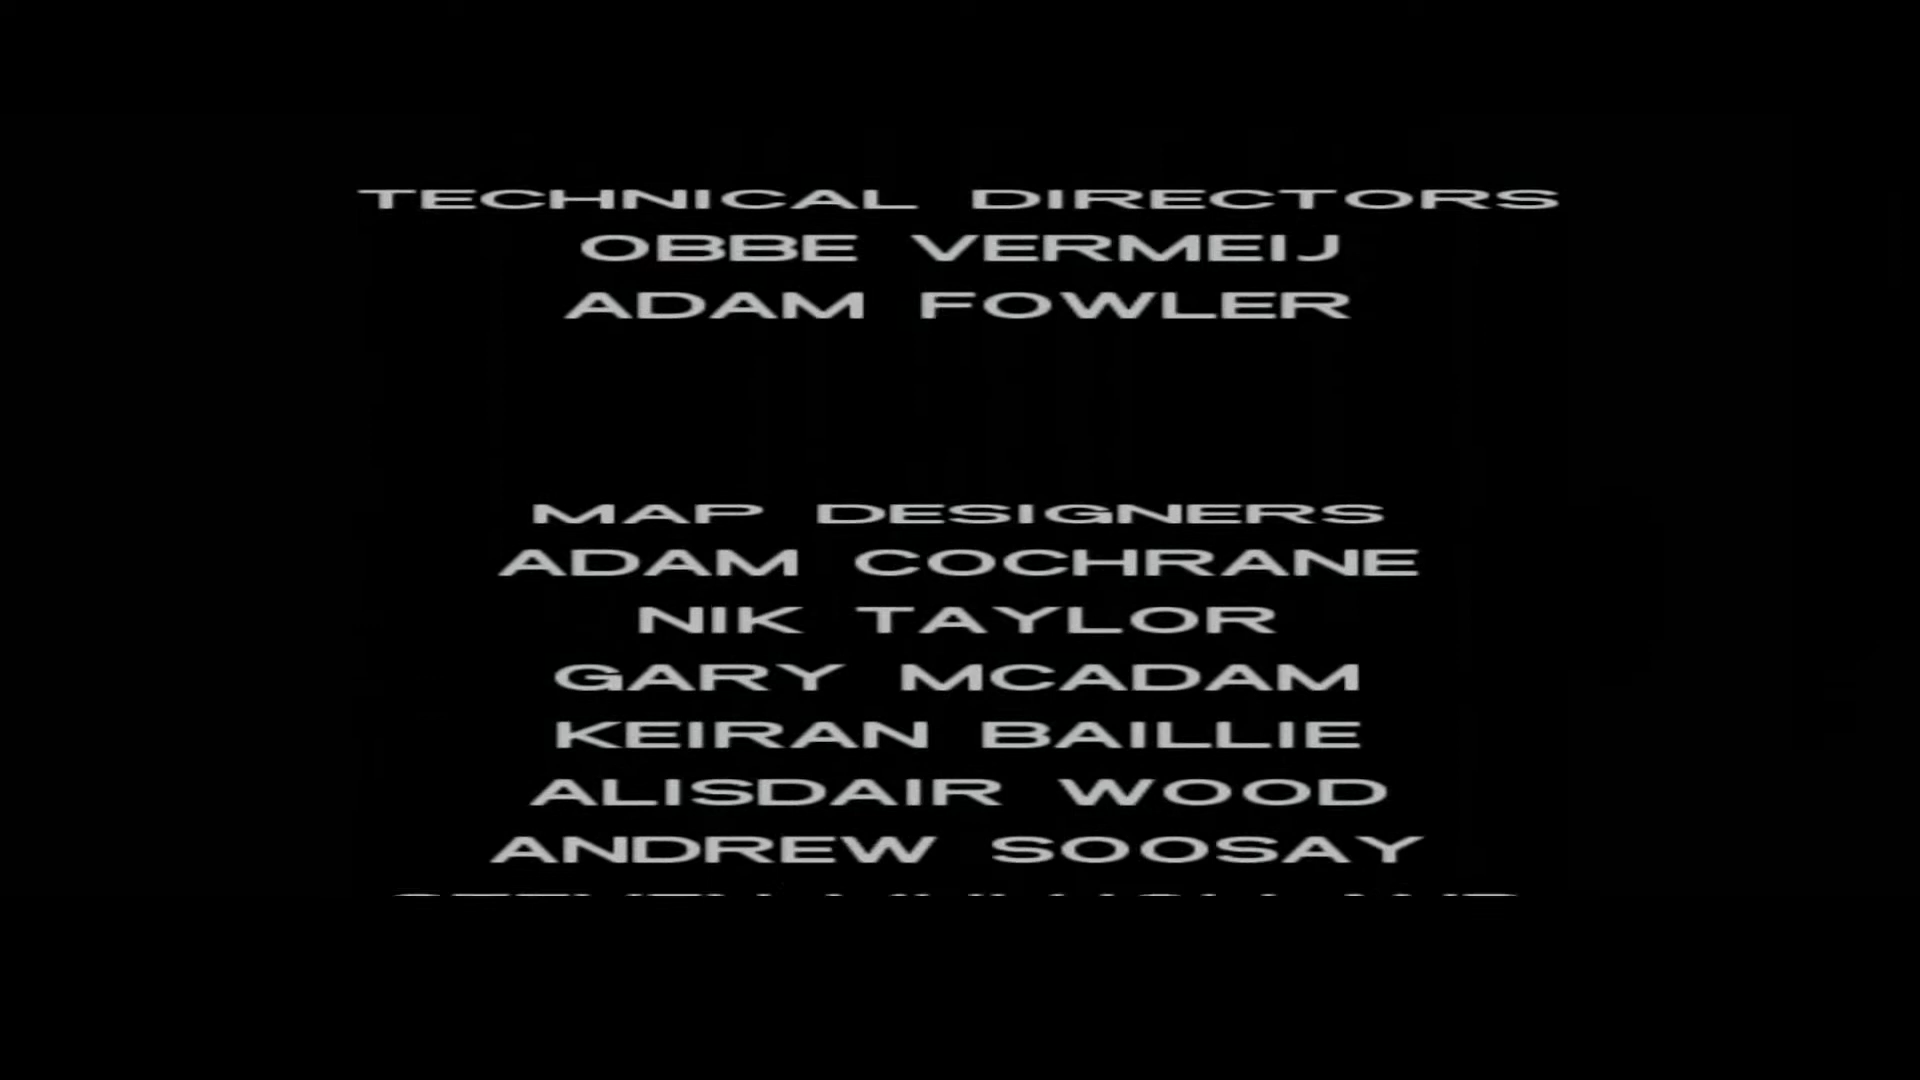 TECHNICAL DIRECTORS
OBBE VERMEIJ
ADAM FOWLER
MAP DESIGNERS
ADAM COCHRANE
NIK TAYLOR
GARY MCADAM
KEIRAN BAILLIE
ALISDAIR WOOD
ANDREW SOOSAY